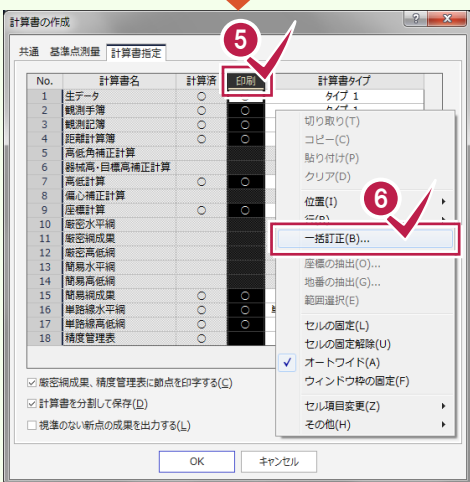 計算書の作成
共通 基準点測量 計算書指定
5
No. 計算書名 計算済 印刷 計算書タイプ
1 生データ ○ ○ タイプ 1
2 観測手簿 ○ ○
3 観測記簿 ○ ○
4 距離計算簿 ○ ○
5 高低角補正計算
6 器械高・目標高補正計算
7 高低計算 ○ ○
8 偏心補正計算
9 座標計算 ○ ○
10 厳密水平網
11 厳密網成果
12 厳密高低網
13 簡易水平網
14 簡易高低網
15 簡易網成果 ○ ○
16 単路線水平網 ○ ○
17 単路線高低網 ○ ○
18 精度管理表 ○
切り取り(T)
コピー(C)
貼り付け(P)
クリア(D)
位置(I)
行(R)
6
一括訂正(B)...
座標の抽出(O)...
地番の抽出(G)...
範囲選択(E)
セルの固定(L)
セルの固定解除(U)
オートワイド(A)
ウィンドウ枠の固定(F)
セル項目変更(Z)
その他(H)
厳密網成果、精度管理表に節点を印字する(C)
計算書を分割して保存(D)
視準のない新点の成果を出力する(L)
OK キャンセル